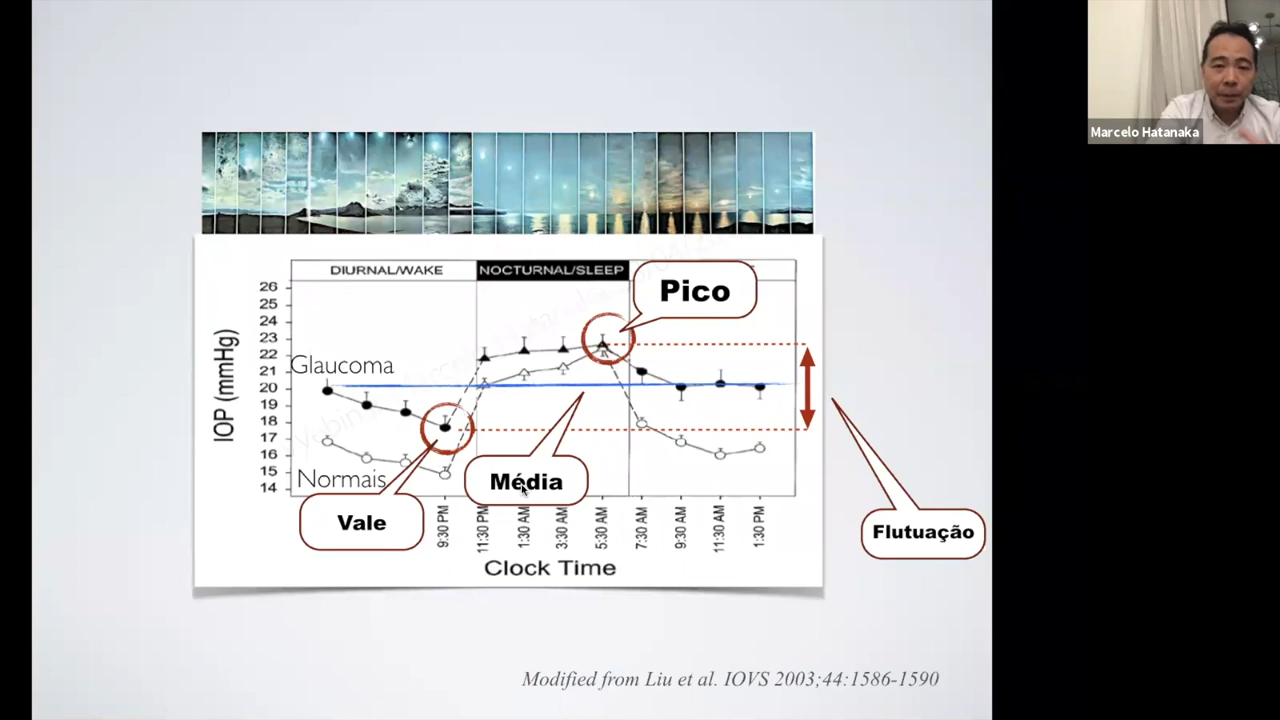 Marcelo Hatanaka
DIURNAL/WAKE
NOCTURNAL/SLEEP
Pico
26
25
24
23
22
21
20
19
18
17
16
15
14
IOP (mmHg)
Glaucoma
Normais
Média
Vale
Flutuação
9:30 PM
11:30 PM
1:30 AM
3:30 AM
5:30 AM
7:30 AM
9:30 AM
11:30 AM
1:30 PM
Clock Time
Modified from Liu et al. IOVS 2003;44:1586-1590